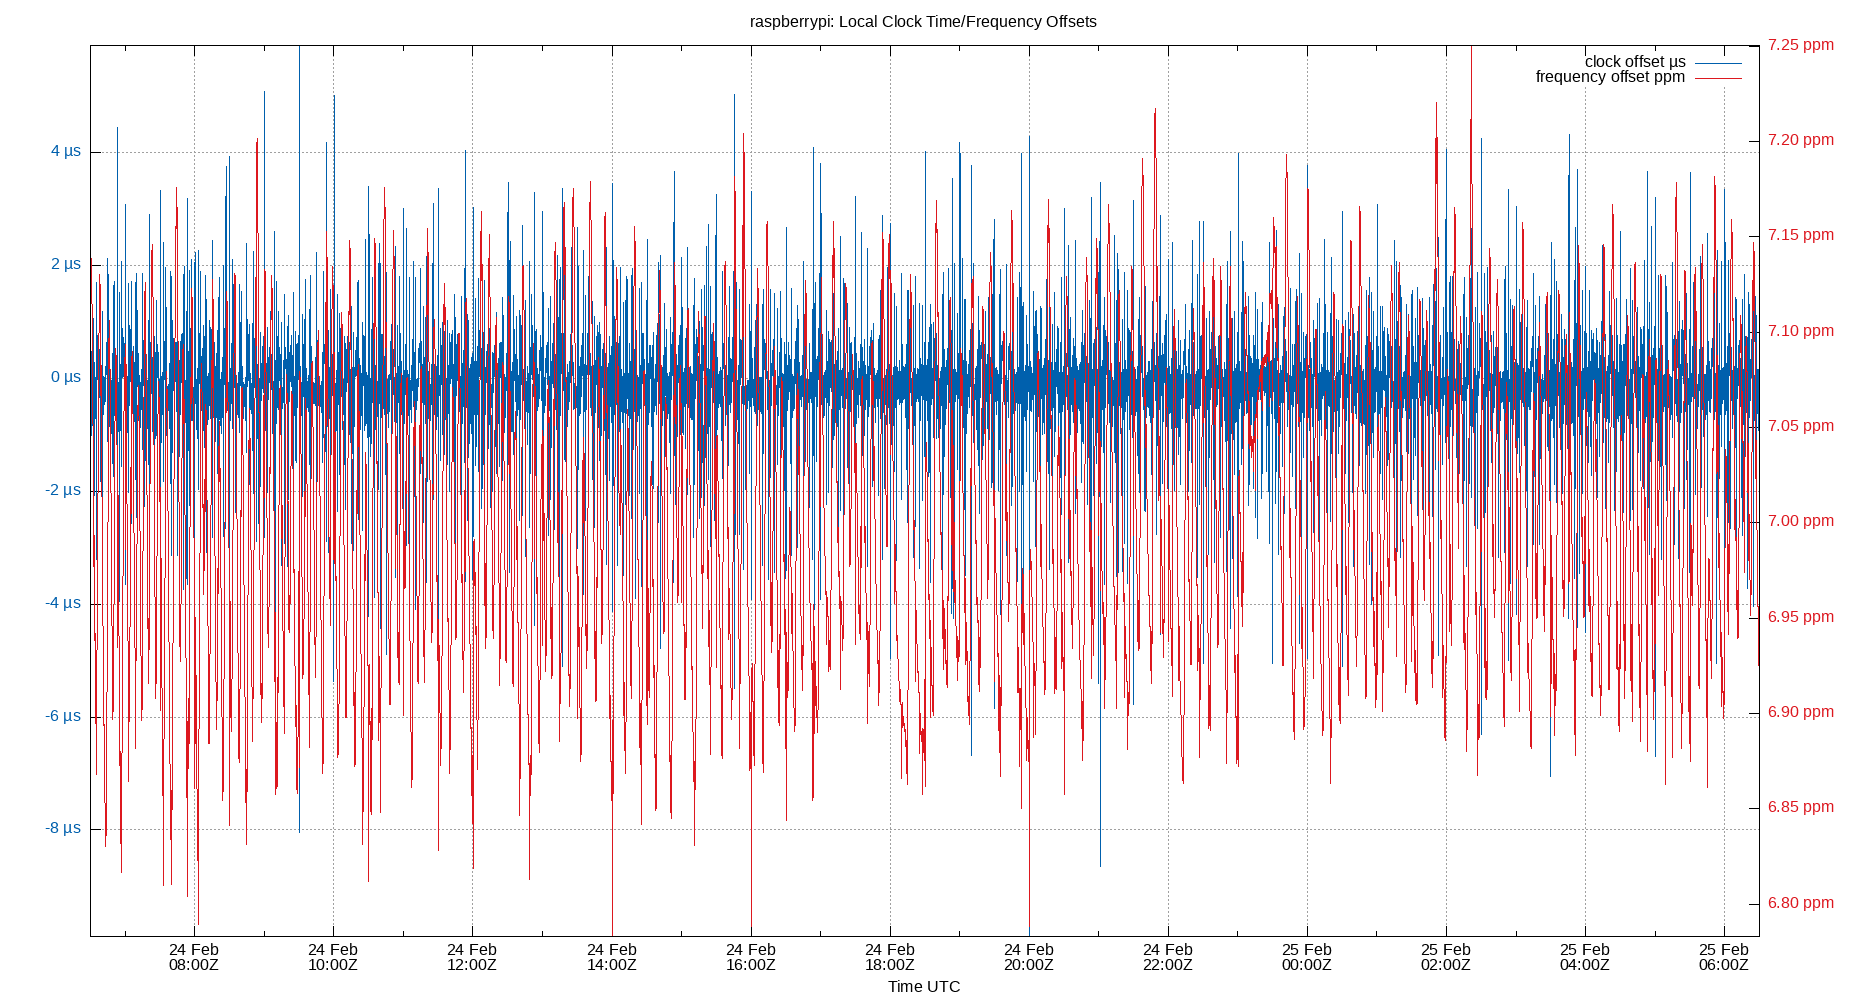 raspberrypi: Local Clock Time/Frequency Offsets
7.25 ppm
clock offset µs
frequency offset ppm
7.20 ppm
4 µs
7.15 ppm
2 µs
7.10 ppm
0 µs
7.05 ppm
-2 µs
7.00 ppm
-4 µs
6.95 ppm
-6 µs
6.90 ppm
6.85 ppm
-8 µs
6.80 ppm
24 Feb 24 Feb 24 Feb 24 Feb 24 Feb 24 Feb 24 Feb 24 Feb 25 Feb 25 Feb 25 Feb 25 Feb
08:00Z 10:00Z 12:00Z 14:00Z 16:00Z 18:00Z 20:00Z 22:00Z 00:00Z 02:00Z 04:00Z 06:00Z
Time UTC